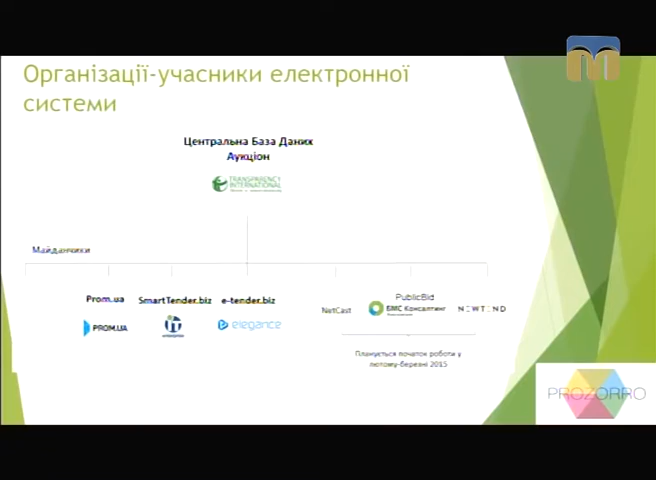 Організації-учасники електронної
системи
Центральна База Даних
Аукціон
TRANSPARENCY
INTERNATIONAL
Майданчики
Prom.ua
SmartTender.biz
e-tender.biz
PublicBid
NetCast
БМС Консалтинг
NEWTEND
PROM.UA
elegance
Планується початок роботи у
лютому-березні 2015
PROZORRO